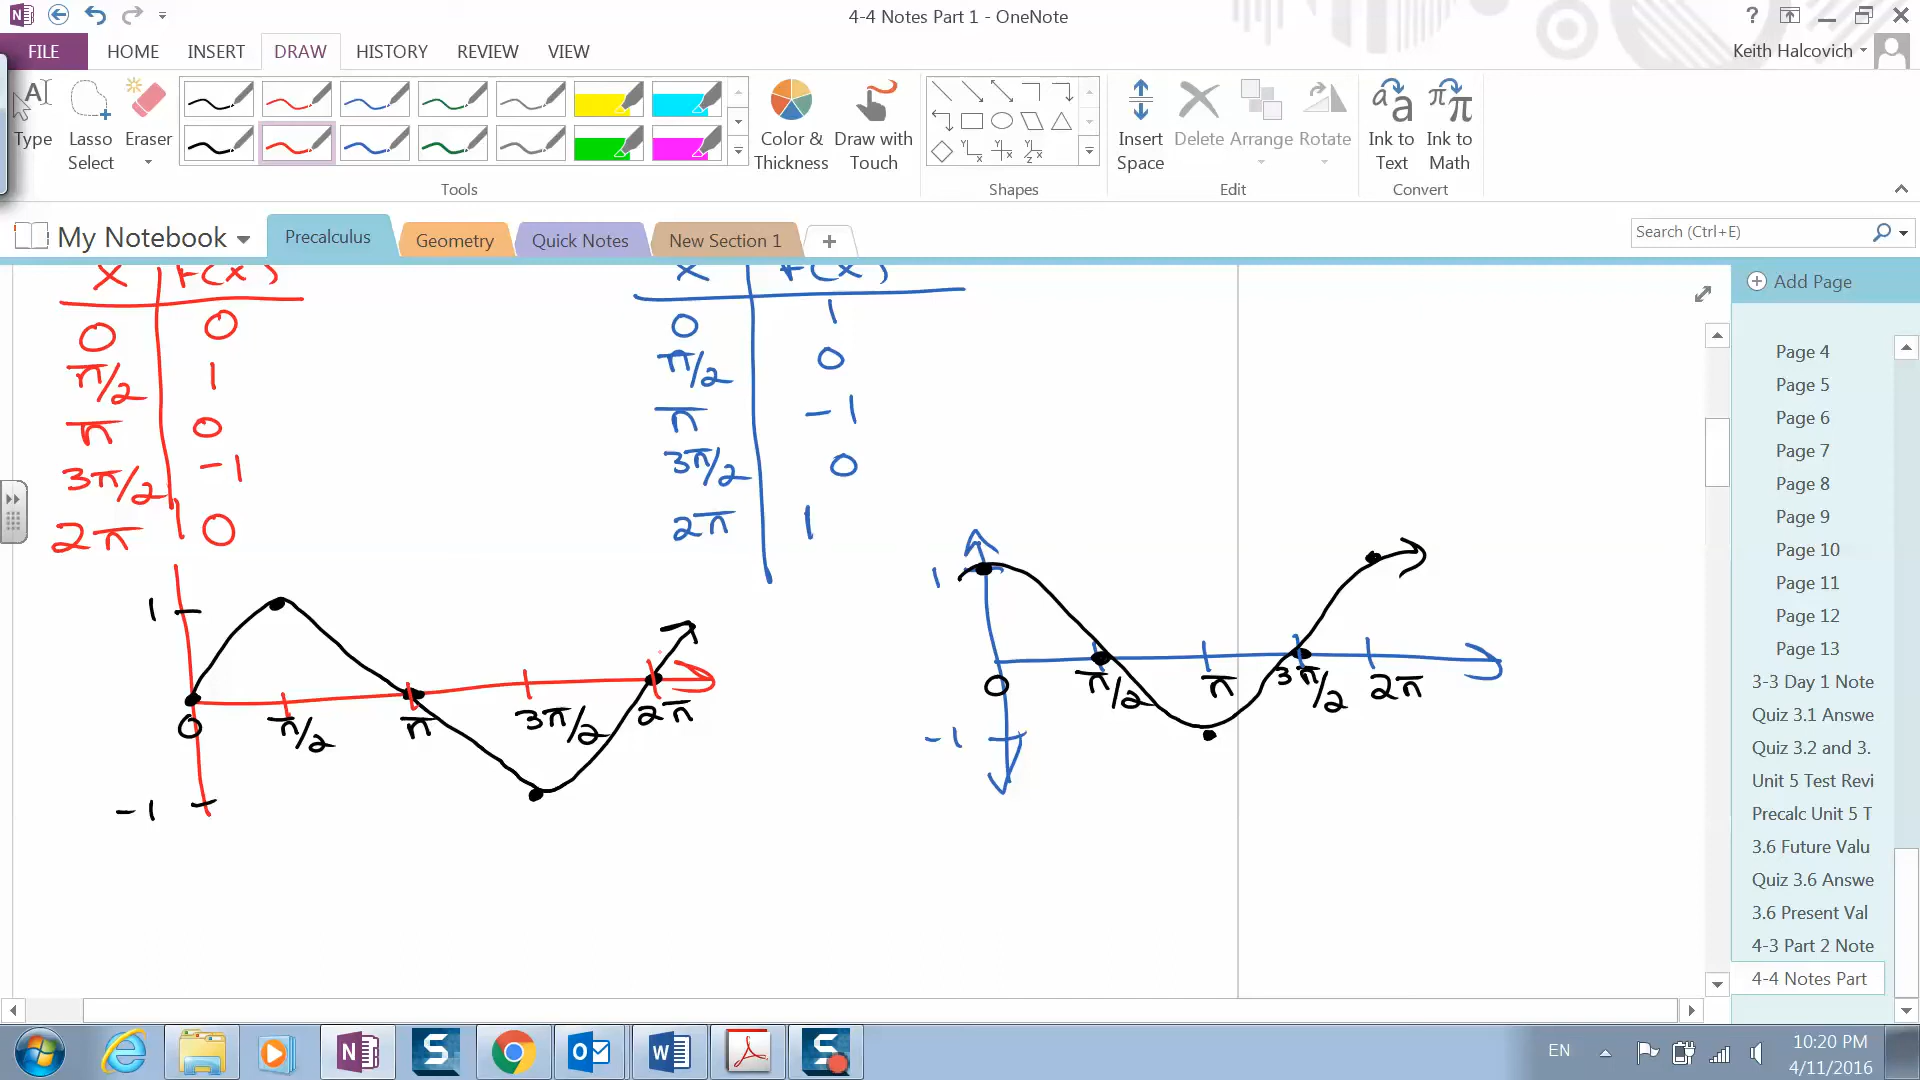 4-4 Notes Part 1 - OneNote
?
FILE HOME INSERT DRAW HISTORY REVIEW VIEW
Keith Halcovich
Type
Lasso Select
Eraser
Color & Thickness
Draw with Touch
Insert Space
Delete
Arrange
Rotate
Ink to Text
Ink to Math
Tools
Shapes
Edit
Convert
My Notebook
Precalculus
Geometry
Quick Notes
New Section 1
Search (Ctrl+E)
Add Page
Page 4
Page 5
Page 6
Page 7
Page 8
Page 9
Page 10
Page 11
Page 12
Page 13
3-3 Day 1 Note
Quiz 3.1 Answe
Quiz 3.2 and 3.
Unit 5 Test Revi
Precalc Unit 5 T
3.6 Future Valu
Quiz 3.6 Answe
3.6 Present Val
4-3 Part 2 Note
4-4 Notes Part
x f(x)
0 0
π/2 1
π 0
3π/2 -1
2π 0
x f(x)
0 1
π/2 0
π -1
3π/2 0
2π 1
1
0 π/2 π 3π/2 2π
-1
1
0 π/2 π 3π/2 2π
-1
EN
10:20 PM
4/11/2016